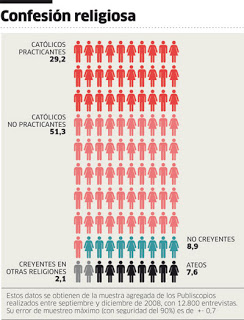 Confesión religiosa
CATÓLICOS
PRACTICANTES
29,2
CATÓLICOS
NO PRACTICANTES
51,3
NO CREYENTES
8,9
CREYENTES EN
OTRAS RELIGIONES
2,1
ATEOS
7,6
Estos datos se obtienen de la muestra agregada de los Publiscopios
realizados entre septiembre y diciembre de 2008, con 12.800 entrevistas.
Su error de muestreo máximo (con seguridad del 90%) es de +- 0,7